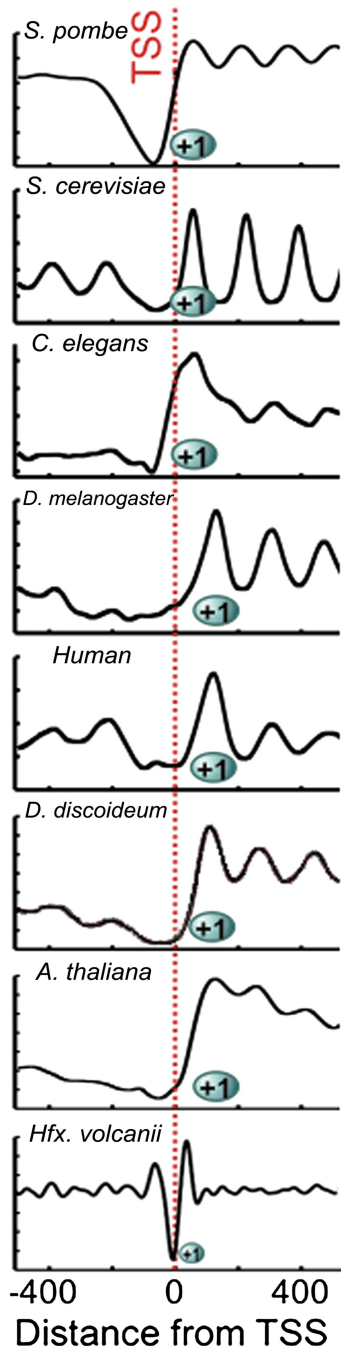 S. pombe
TSS
+1
S. cerevisiae
+1
C. elegans
+1
D. melanogaster
+1
Human
+1
D. discoideum
+1
A. thaliana
+1
Hfx. volcanii
+1
-400 0 400
Distance from TSS